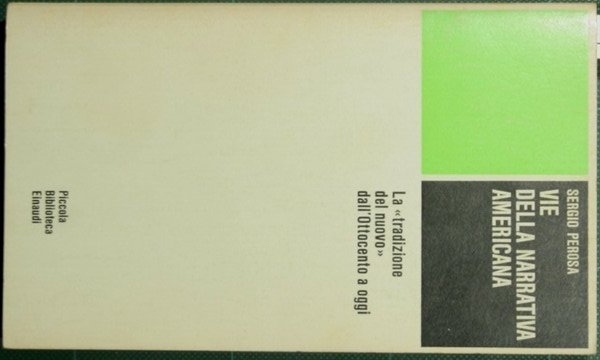 SERGIO PEROSA
VIE
DELLA NARRATIVA
AMERICANA
La «tradizione
del nuovo»
dall'Ottocento a oggi
Piccola
Biblioteca
Einaudi